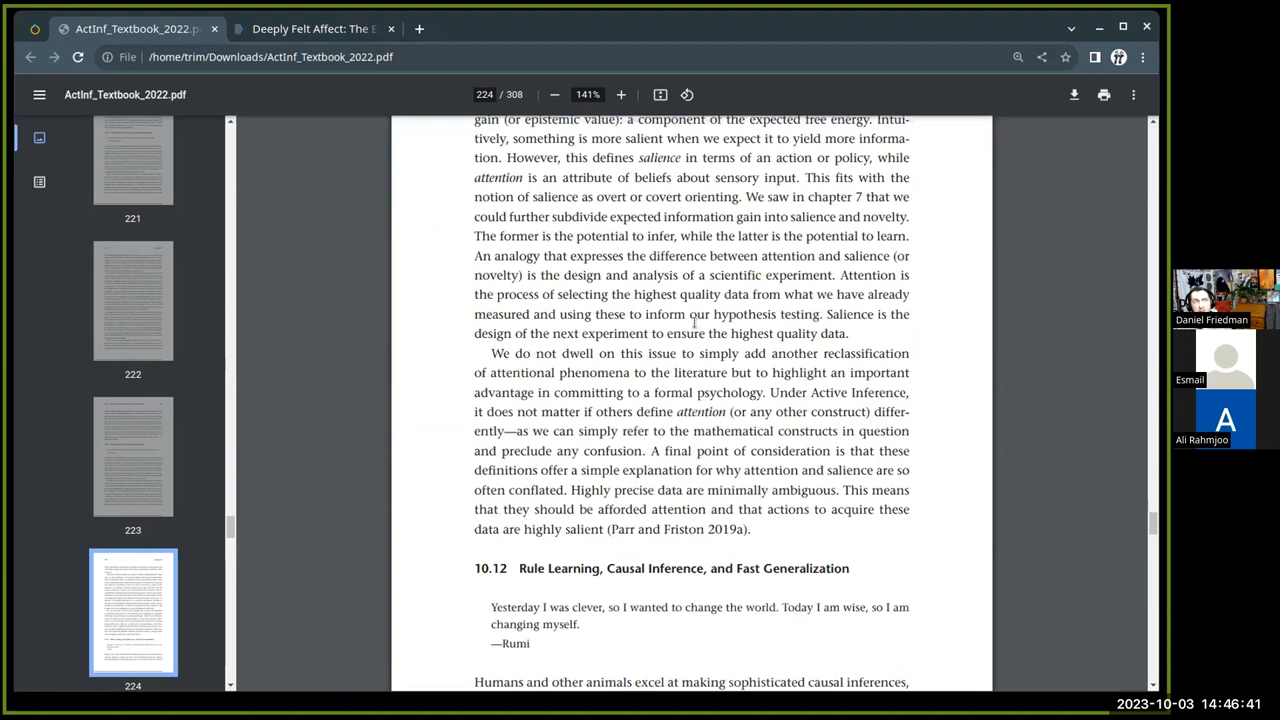 ActInf_Textbook_2022.p
Deeply Felt Affect: The E
File
/home/trim/Downloads/ActInf_Textbook_2022.pdf
ActInf_Textbook_2022.pdf
224 / 308
141%
221
222
223
224
gain (or epistemic value): a component of the expected free energy. Intui-
tively, something is more salient when we expect it to yield more informa-
tion. However, this defines salience in terms of an action or policy, while
attention is an attribute of beliefs about sensory input. This fits with the
notion of salience as overt or covert orienting. We saw in chapter 7 that we
could further subdivide expected information gain into salience and novelty.
The former is the potential to infer, while the latter is the potential to learn.
An analogy that expresses the difference between attention and salience (or
novelty) is the design and analysis of a scientific experiment. Attention is
the process of selecting the highest quality data from what we have already
measured and using these to inform our hypothesis testing. Salience is the
design of the next experiment to ensure the highest quality data.
We do not dwell on this issue to simply add another reclassification
of attentional phenomena to the literature but to highlight an important
advantage in committing to a formal psychology. Under Active Inference,
it does not matter if others define attention (or any other construct) differ-
ently—as we can simply refer to the mathematical constructs in question
and preclude any confusion. A final point of consideration is that these
definitions offer a simple explanation for why attention and salience are so
often conflated. Highly precise data are minimally ambiguous. This means
that they should be afforded attention and that actions to acquire these
data are highly salient (Parr and Friston 2019a).
10.12 Rule Learning, Causal Inference, and Fast Generalization
Yesterday I was clever, so I wanted to change the world. Today I am wise, so I am
changing myself.
—Rumi
Humans and other animals excel at making sophisticated causal inferences,
Daniel Friedman
Esmail
A
Ali Rahmjoo
2023-10-03 14:46:41